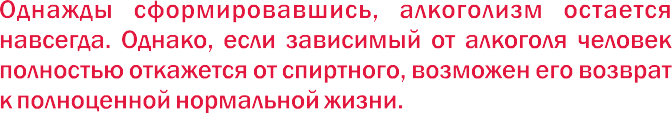 Однажды сформировавшись, алкоголизм остается
навсегда. Однако, если зависимый от алкоголя человек
полностью откажется от спиртного, возможен его возврат
к полноценной нормальной жизни.